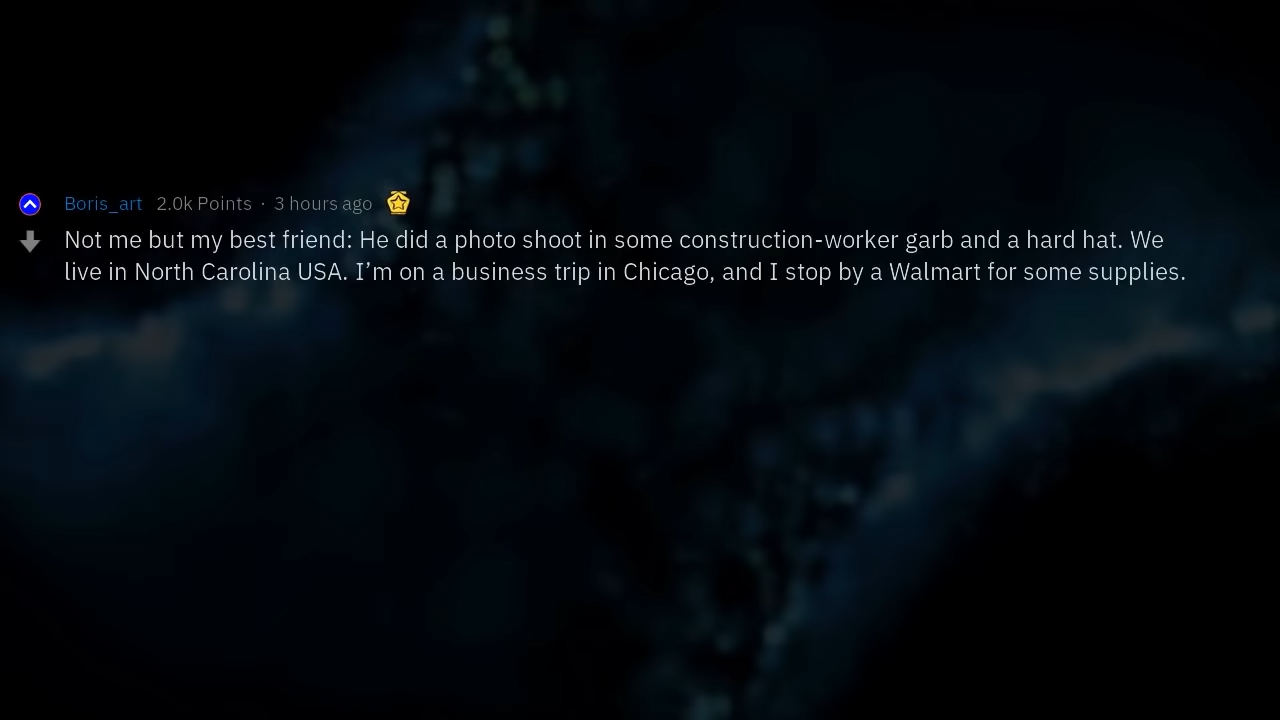 Boris_art 2.0k Points · 3 hours ago
Not me but my best friend: He did a photo shoot in some construction-worker garb and a hard hat. We
live in North Carolina USA. I’m on a business trip in Chicago, and I stop by a Walmart for some supplies.